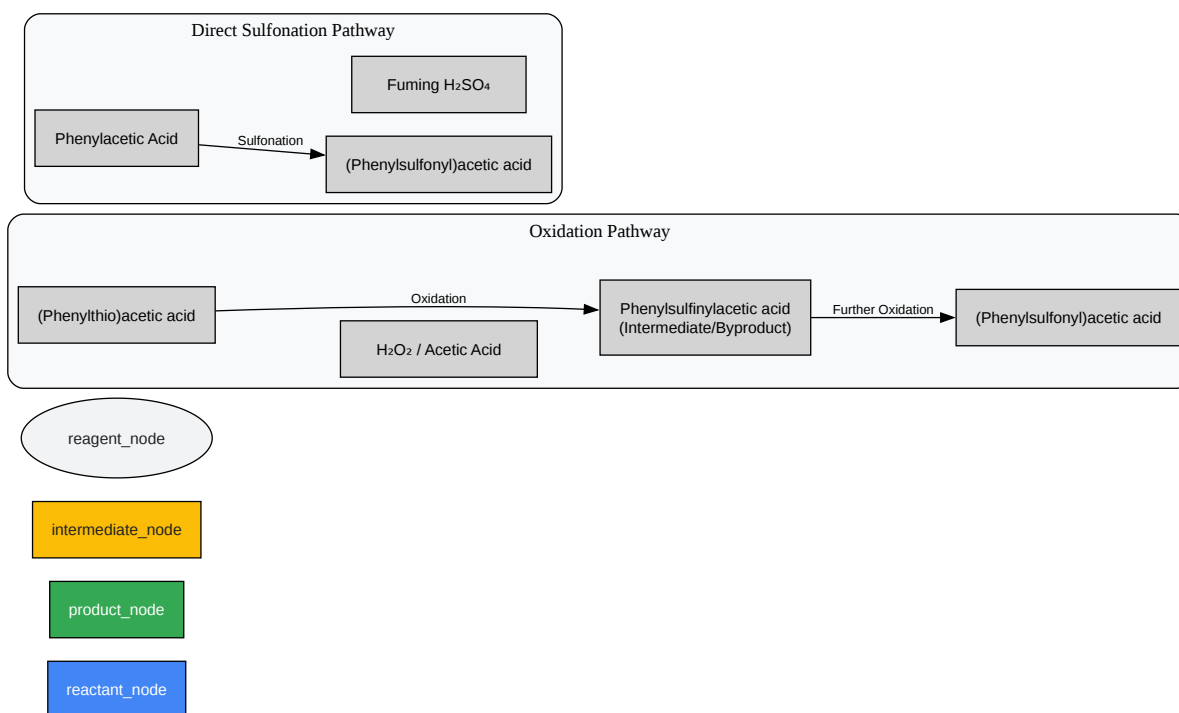 Direct Sulfonation Pathway
Fuming H₂SO₄
Phenylacetic Acid
Sulfonation
(Phenylsulfonyl)acetic acid
Oxidation Pathway
(Phenylthio)acetic acid
Oxidation
H₂O₂ / Acetic Acid
Phenylsulfinylacetic acid
(Intermediate/Byproduct)
Further Oxidation
(Phenylsulfonyl)acetic acid
reagent_node
intermediate_node
product_node
reactant_node